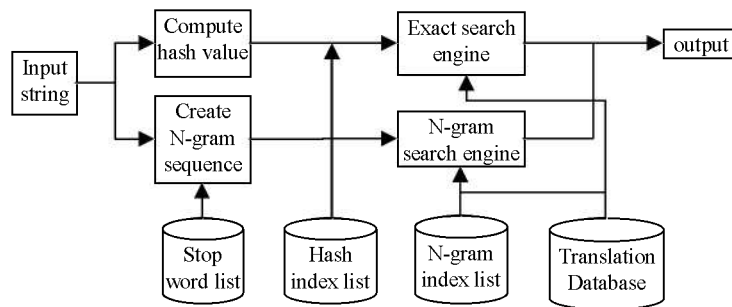 Input
string
Compute
hash value
Create
N-gram
sequence
Exact search
engine
N-gram
search engine
output
Stop
word list
Hash
index list
N-gram
index list
Translation
Database